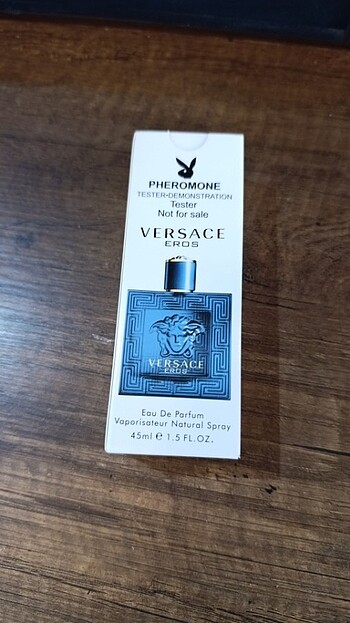 PHEROMONE
TESTER-DEMONSTRATION
Tester
Not for sale
VERSACE
EROS
VERSACE
EROS
Eau De Parfum
Vaporisateur Natural Spray
45ml e 1.5 FL.OZ.